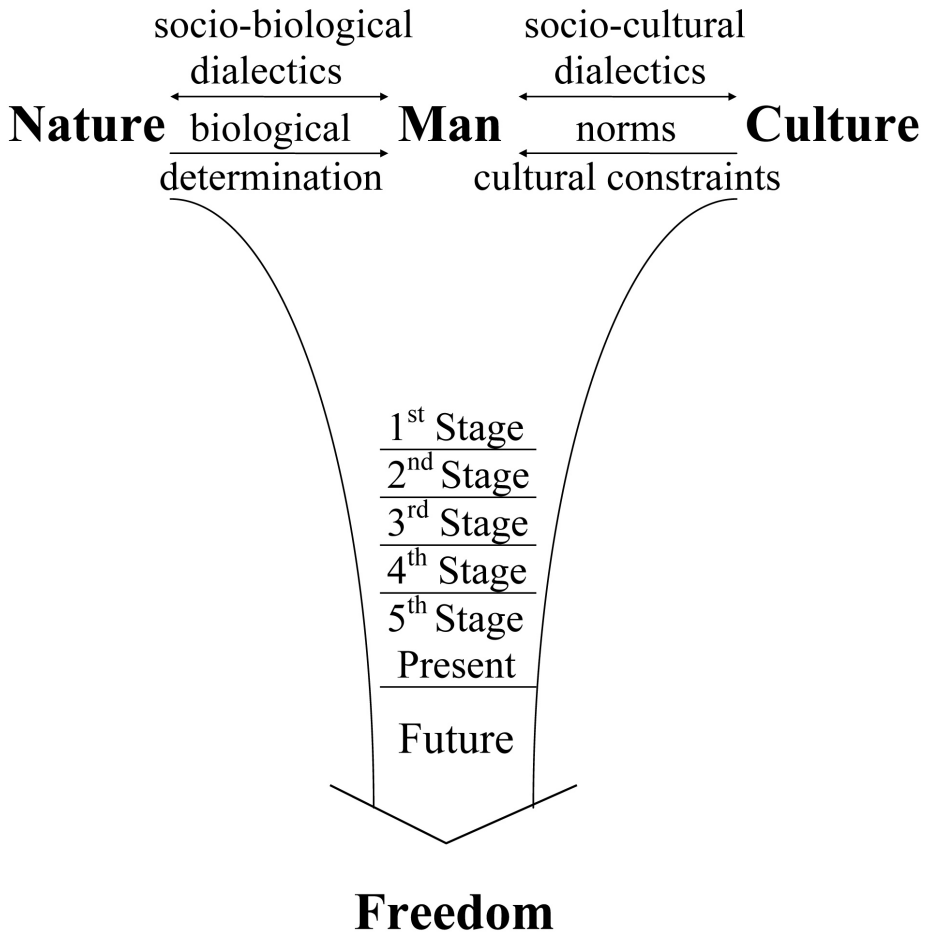 socio-biological dialectics socio-cultural dialectics
Nature biological Man norms Culture
determination cultural constraints
1st Stage
2nd Stage
3rd Stage
4th Stage
5th Stage
Present
Future
Freedom